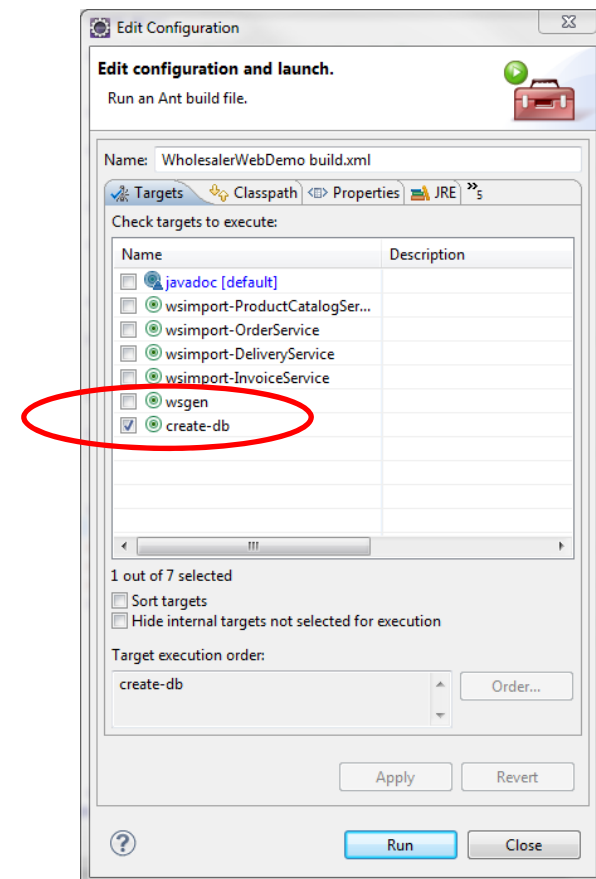 Edit Configuration
Edit configuration and launch.
Run an Ant build file.
Name: WholesalerWebDemo build.xml
Targets Classpath Properties JRE »5
Check targets to execute:
Name Description
javadoc [default]
wsimport-ProductCatalogSer...
wsimport-OrderService
wsimport-DeliveryService
wsimport-InvoiceService
wsgen
create-db
1 out of 7 selected
Sort targets
Hide internal targets not selected for execution
Target execution order:
create-db
Order...
Apply Revert
Run Close